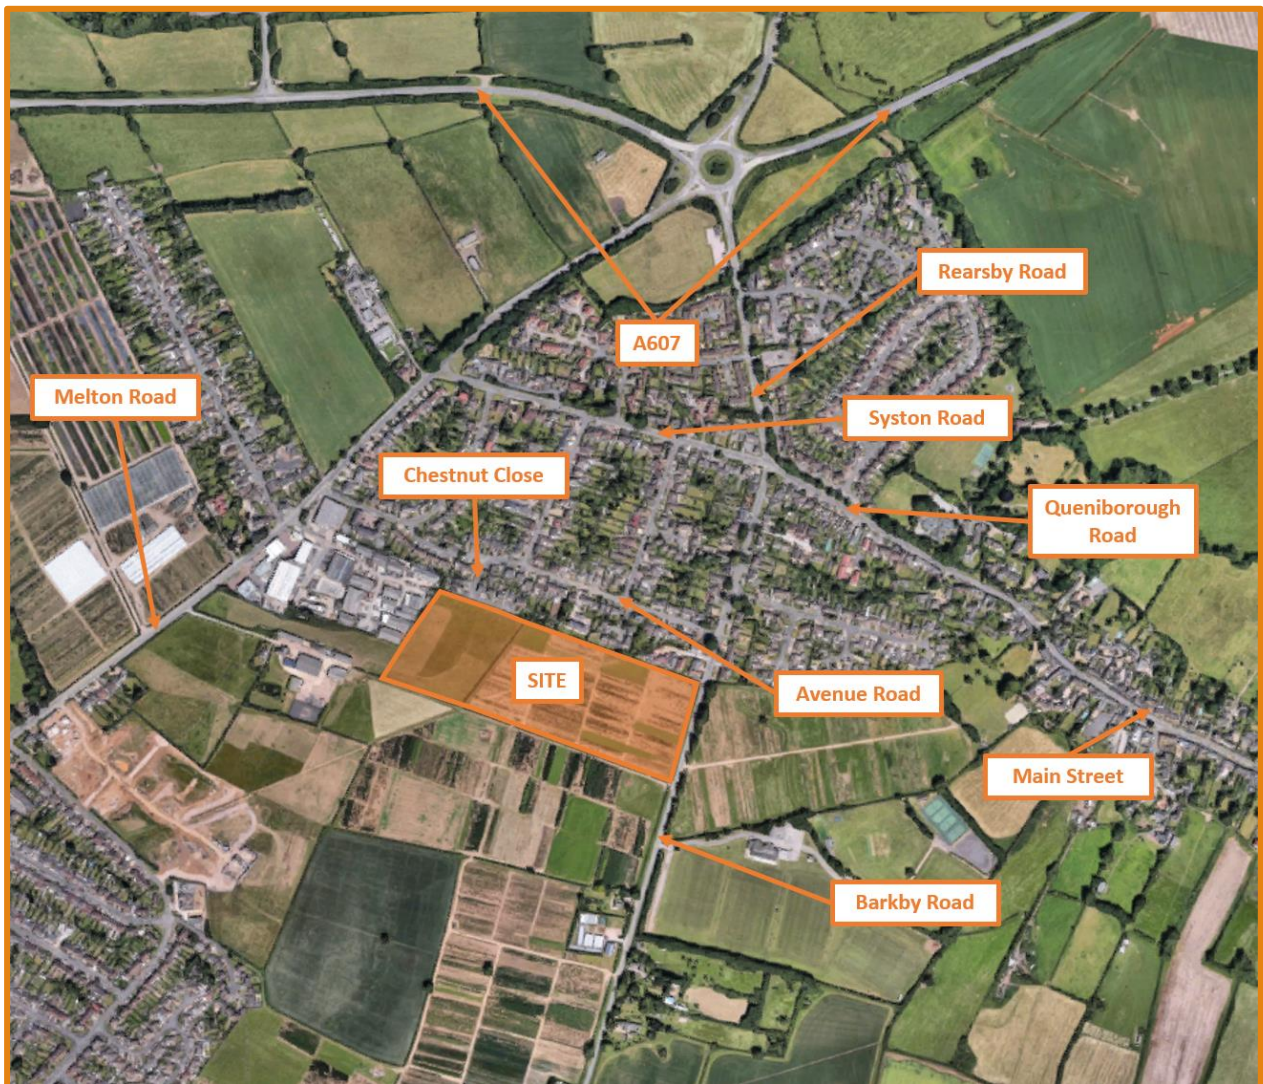 Rearsby Road
A607
Melton Road
Syston Road
Chestnut Close
Queniborough
Road
SITE
Avenue Road
Main Street
Barkby Road